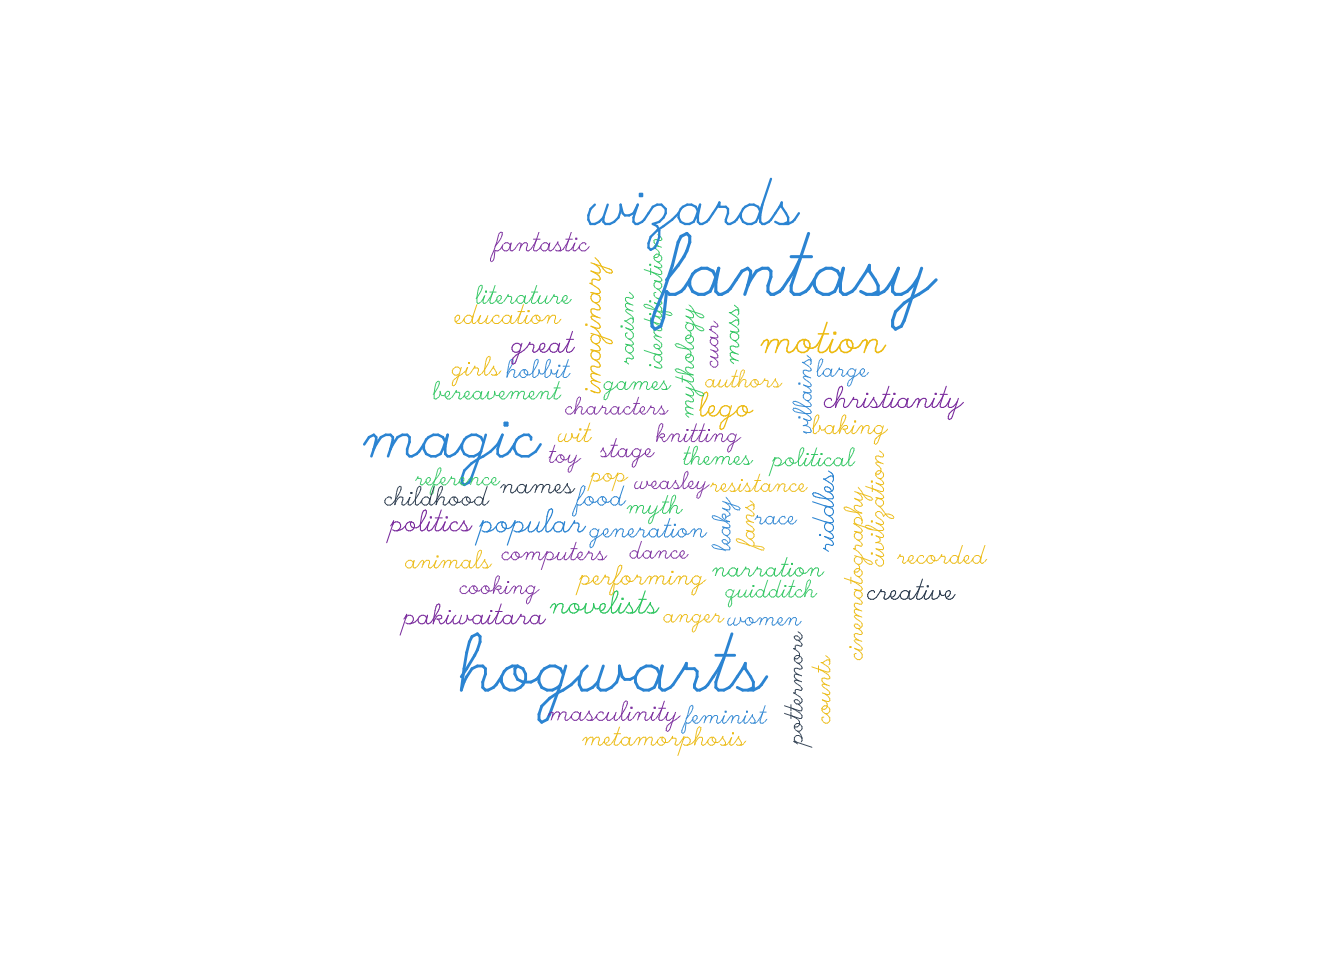 wizards
fantastic
fantasy
identification
imaginary
literature
education
racism
mythology
cuar
mass
great
motion
girls
hobbit
villains
large
bereavement
games
authors
characters
lego
christianity
magic
wit
knitting
baking
toy
stage
themes
political
reference
childhood
names
pop
food
weasley
resistance
riddles
civilization
politics
popular
myth
generation
leaky
fans
race
cinematography
animals
computers
dance
recorded
cooking
performing
narration
quidditch
creative
pakiwaitara
novelists
anger
women
hogwarts
pottermore
counts
masculinity
feminist
metamorphosis